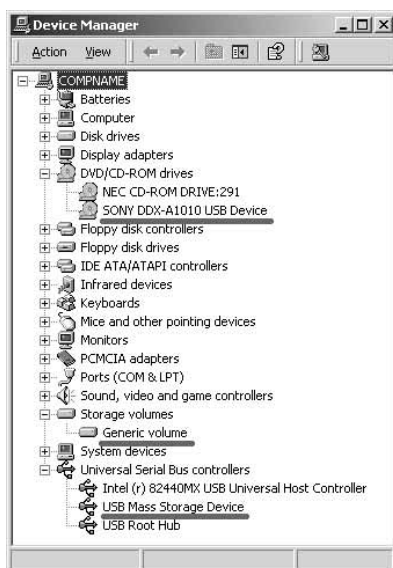 Device Manager
Action View
COMPNAME
Batteries
Computer
Disk drives
Display adapters
DVD/CD-ROM drives
NEC CD-ROM DRIVE:291
SONY DDX-A1010 USB Device
Floppy disk controllers
Floppy disk drives
IDE ATA/ATAPI controllers
Infrared devices
Keyboards
Mice and other pointing devices
Monitors
PCMCIA adapters
Ports (COM & LPT)
Sound, video and game controllers
Storage volumes
Generic volume
System devices
Universal Serial Bus controllers
Intel (r) 82440MX USB Universal Host Controller
USB Mass Storage Device
USB Root Hub